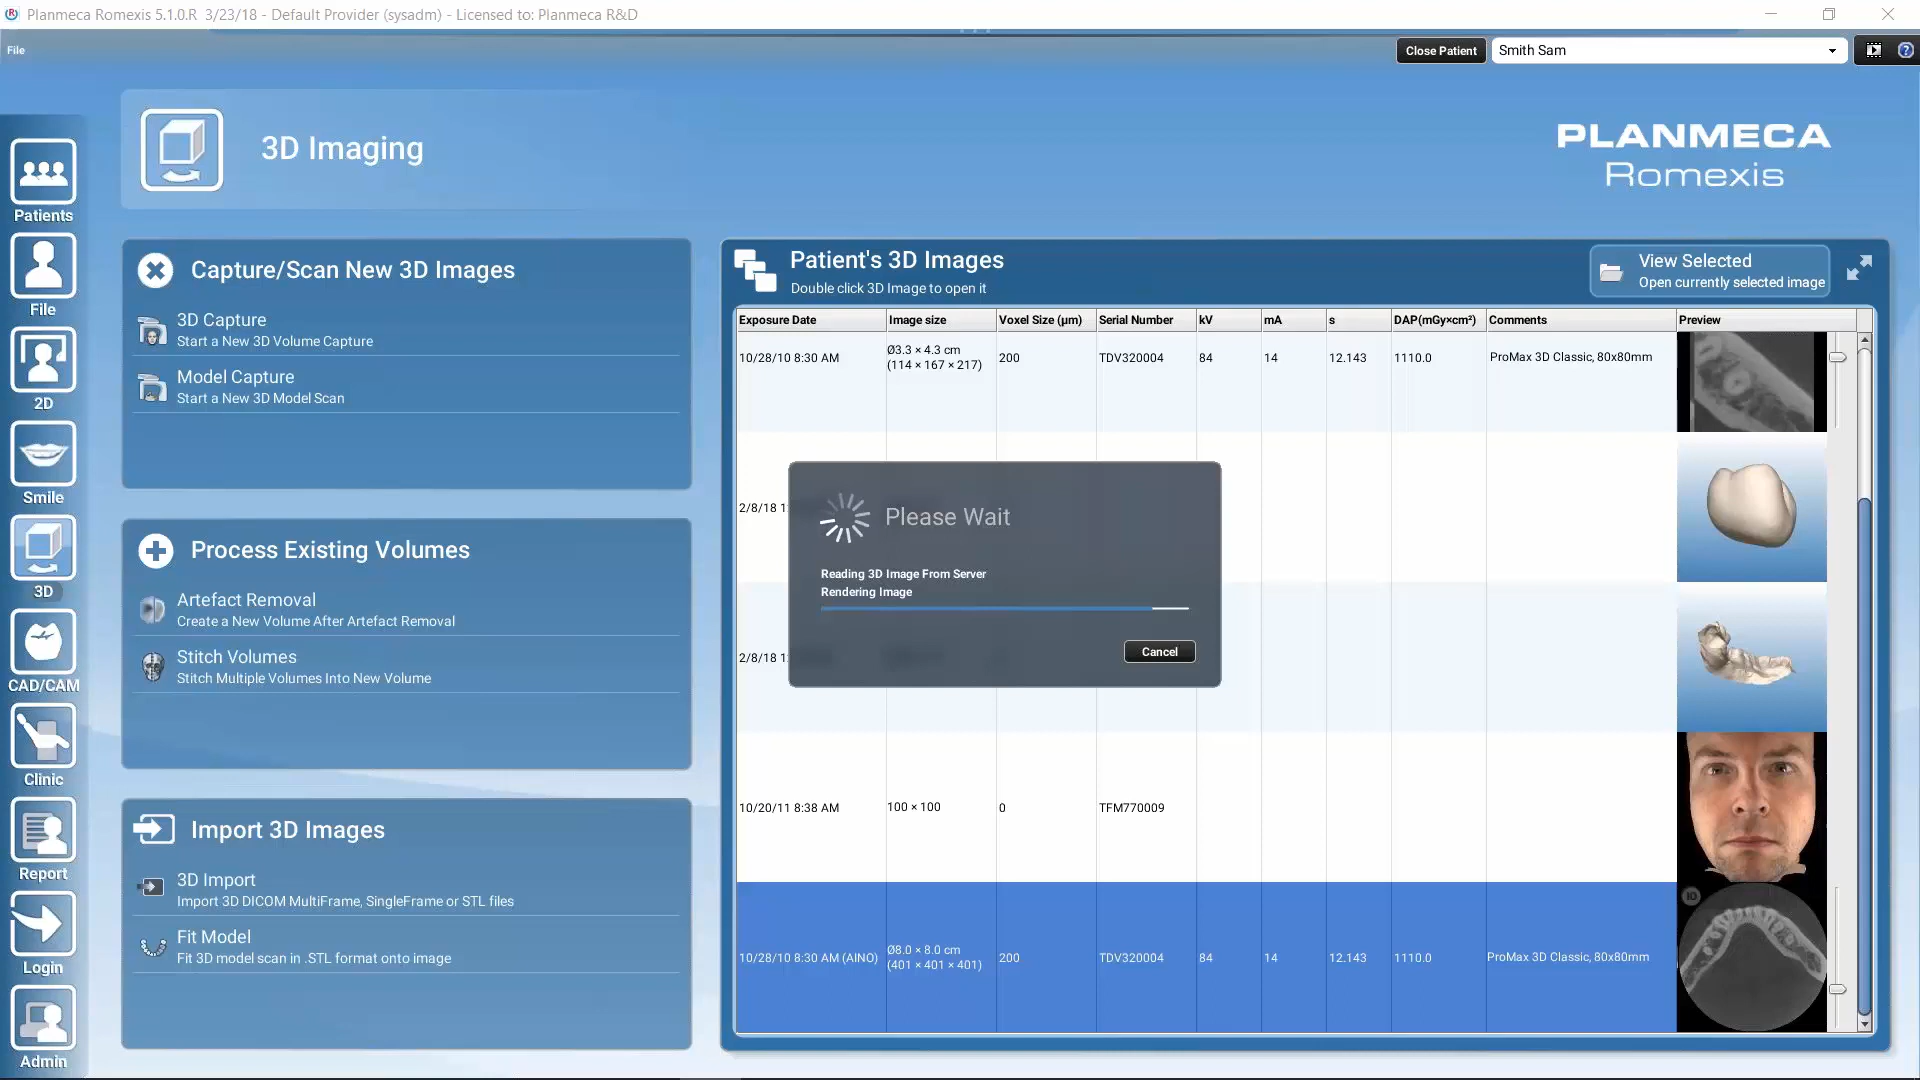 Planmeca Romexis 5.1.0.R  3/23/18 - Default Provider (sysadm) - Licensed to: Planmeca R&D
File
Close Patient
Smith Sam
3D Imaging
PLANMECA
Romexis
Patients
File
2D
Smile
3D
CAD/CAM
Clinic
Report
Login
Admin
Capture/Scan New 3D Images
3D Capture
Start a New 3D Volume Capture
Model Capture
Start a New 3D Model Scan
Process Existing Volumes
Artefact Removal
Create a New Volume After Artefact Removal
Stitch Volumes
Stitch Multiple Volumes Into New Volume
Import 3D Images
3D Import
Import 3D DICOM MultiFrame, SingleFrame or STL files
Fit Model
Fit 3D model scan in .STL format onto image
Patient's 3D Images
Double click 3D Image to open it
View Selected
Open currently selected image
Exposure Date Image size Voxel Size (µm) Serial Number kV mA s DAP(mGy×cm²) Comments Preview
10/28/10 8:30 AM Ø3.3 × 4.3 cm 200 TDV320004 84 14 12.143 1110.0 ProMax 3D Classic, 80x80mm
(114 × 167 × 217)
2/8/18 1
Please Wait
Reading 3D Image From Server
Rendering Image
Cancel
2/8/18 1
10/20/11 8:38 AM 100 × 100 0 TFM770009
10/28/10 8:30 AM (AINO) Ø8.0 × 8.0 cm 200 TDV320004 84 14 12.143 1110.0 ProMax 3D Classic, 80x80mm
(401 × 401 × 401)